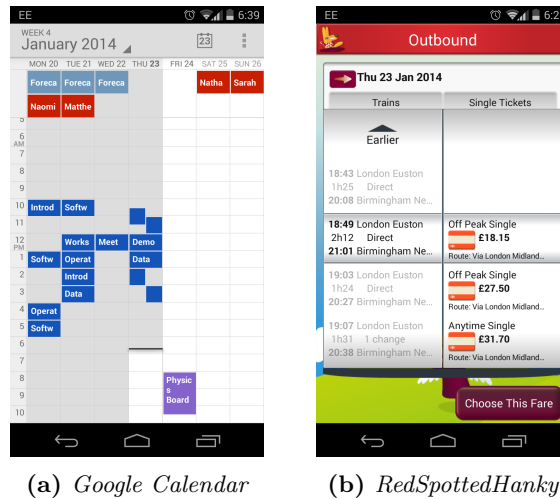 EE 6:39
WEEK 4
January 2014 23
MON 20 TUE 21 WED 22 THU 23 FRI 24 SAT 25 SUN 26
Foreca Foreca Foreca Natha Sarah
Naomi Matthe
5
6
AM
7
8
9
10 Introd Softw
11
12 Works Meet Demo
PM
1 Softw Operat Data
2 Introd
3 Data
4 Operat
5 Softw
6
7
8 Physic
s
9 Board
10
(a) Google Calendar
EE 6:2
Outbound
Thu 23 Jan 2014
Trains Single Tickets
Earlier
18:43 London Euston
1h25 Direct
20:08 Birmingham Ne...
18:49 London Euston Off Peak Single
2h12 Direct £18.15
21:01 Birmingham Ne... Route: Via London Midland...
19:03 London Euston Off Peak Single
1h24 Direct £27.50
20:27 Birmingham Ne... Route: Via London Midland...
19:07 London Euston Anytime Single
1h31 1 change £31.70
20:38 Birmingham Ne... Route: Via London Midland...
Choose This Fare
(b) RedSpottedHanky